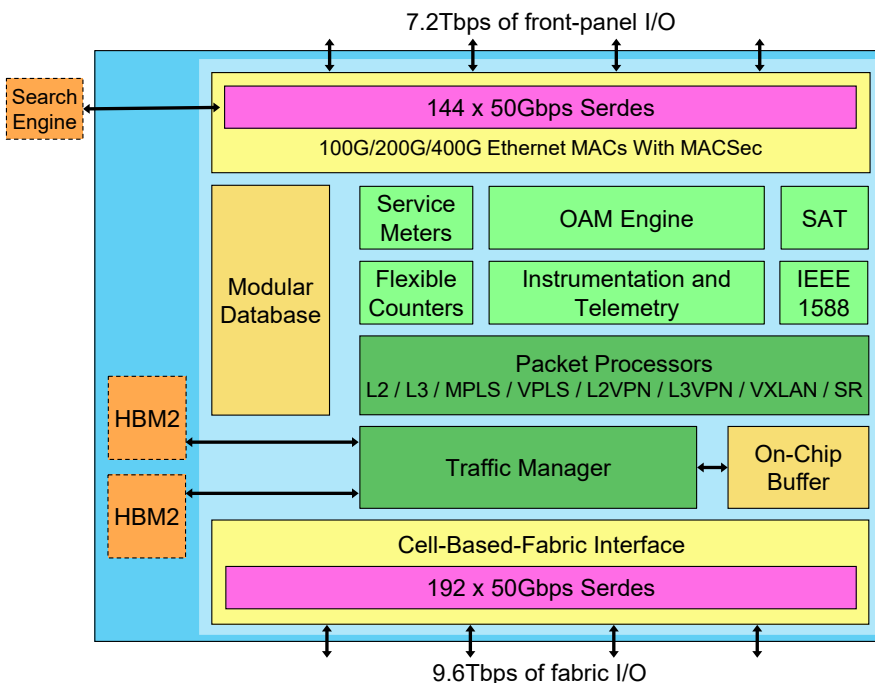 7.2Tbps of front-panel I/O
Search
Engine
144 x 50Gbps Serdes
100G/200G/400G Ethernet MACs With MACSec
Modular
Database
Service
Meters
OAM Engine
SAT
Flexible
Counters
Instrumentation and
Telemetry
IEEE
1588
Packet Processors
L2 / L3 / MPLS / VPLS / L2VPN / L3VPN / VXLAN / SR
HBM2
HBM2
Traffic Manager
On-Chip
Buffer
Cell-Based-Fabric Interface
192 x 50Gbps Serdes
9.6Tbps of fabric I/O